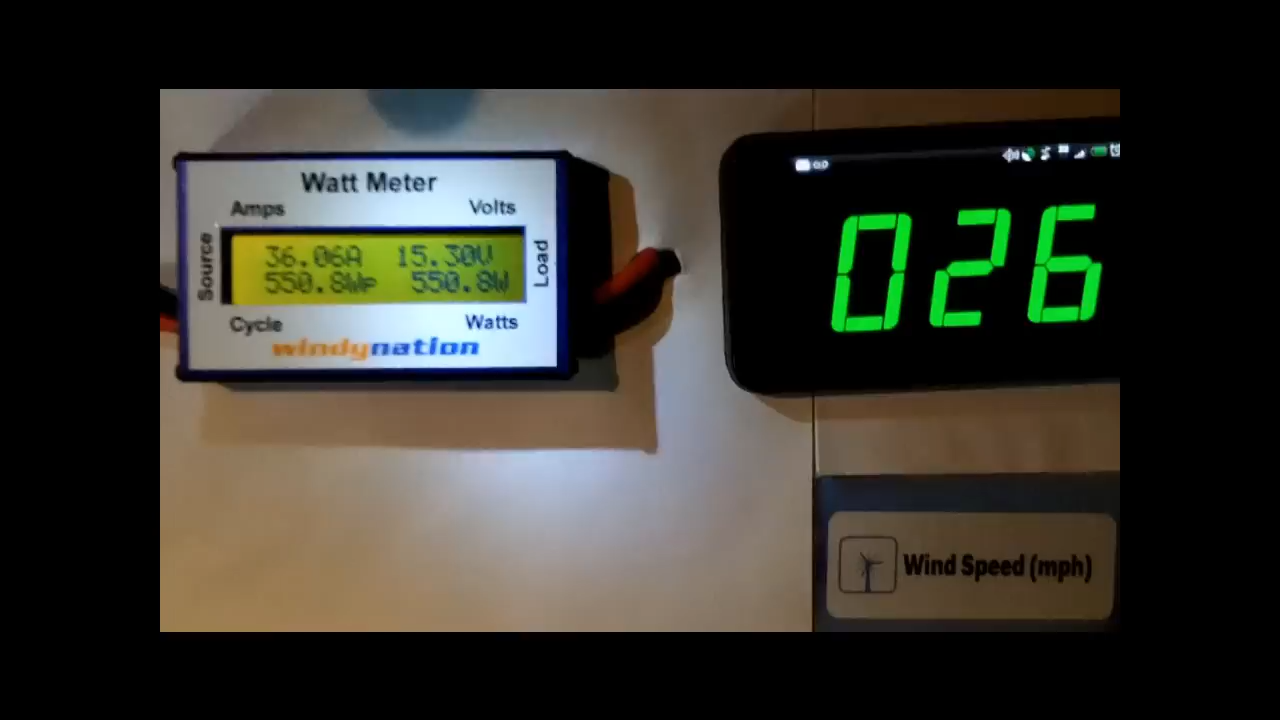 Watt Meter
Amps Volts
Source
36.06A 15.30V
550.8Wp 550.8W
Load
Cycle Watts
windynation
026
Wind Speed (mph)